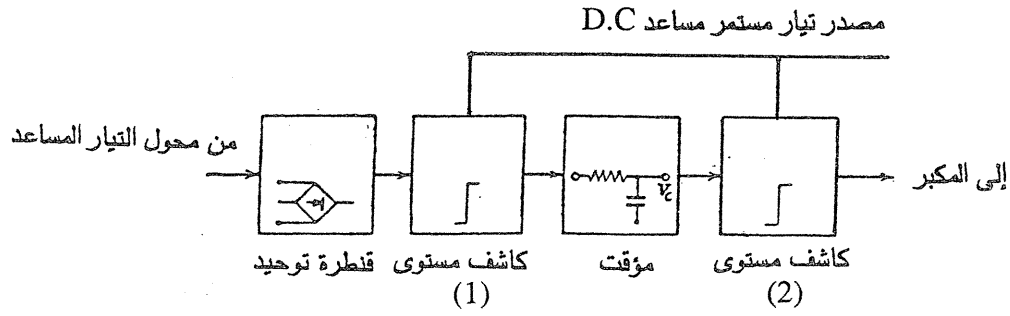 مصدر تيار مستمر مساعد D.C
من محول التيار المساعد
إلى المكبر
V_c
قنطرة توحيد
كاشف مستوى
(1)
مؤقت
كاشف مستوى
(2)